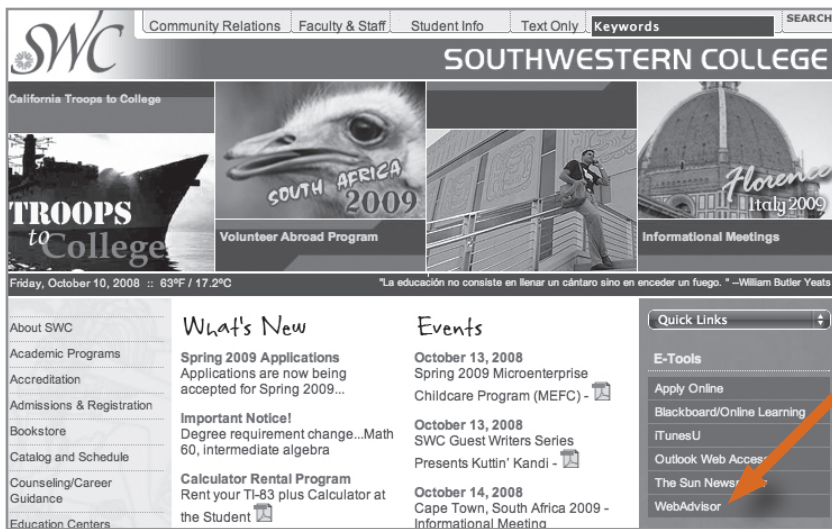 SWC
Community Relations
Faculty & Staff
Student Info
Text Only
Keywords
SEARCH
SOUTHWESTERN COLLEGE
California Troops to College
TROOPS
to
College
SOUTH AFRICA
2009
Volunteer Abroad Program
Florence
Italy 2009
Informational Meetings
Friday, October 10, 2008 :: 63ºF / 17.2ºC
"La educación no consiste en llenar un cántaro sino en enceder un fuego. " –William Butler Yeats
About SWC
Academic Programs
Accreditation
Admissions & Registration
Bookstore
Catalog and Schedule
Counseling/Career
Guidance
Education Centers
What's New
Spring 2009 Applications
Applications are now being
accepted for Spring 2009...
Important Notice!
Degree requirement change...Math
60, intermediate algebra
Calculator Rental Program
Rent your TI-83 plus Calculator at
the Student
Events
October 13, 2008
Spring 2009 Microenterprise
Childcare Program (MEFC) -
October 13, 2008
SWC Guest Writers Series
Presents Kuttin' Kandi -
October 14, 2008
Cape Town, South Africa 2009 -
Informational Meeting
Quick Links
E-Tools
Apply Online
Blackboard/Online Learning
iTunesU
Outlook Web Access
The Sun
WebAdvisor